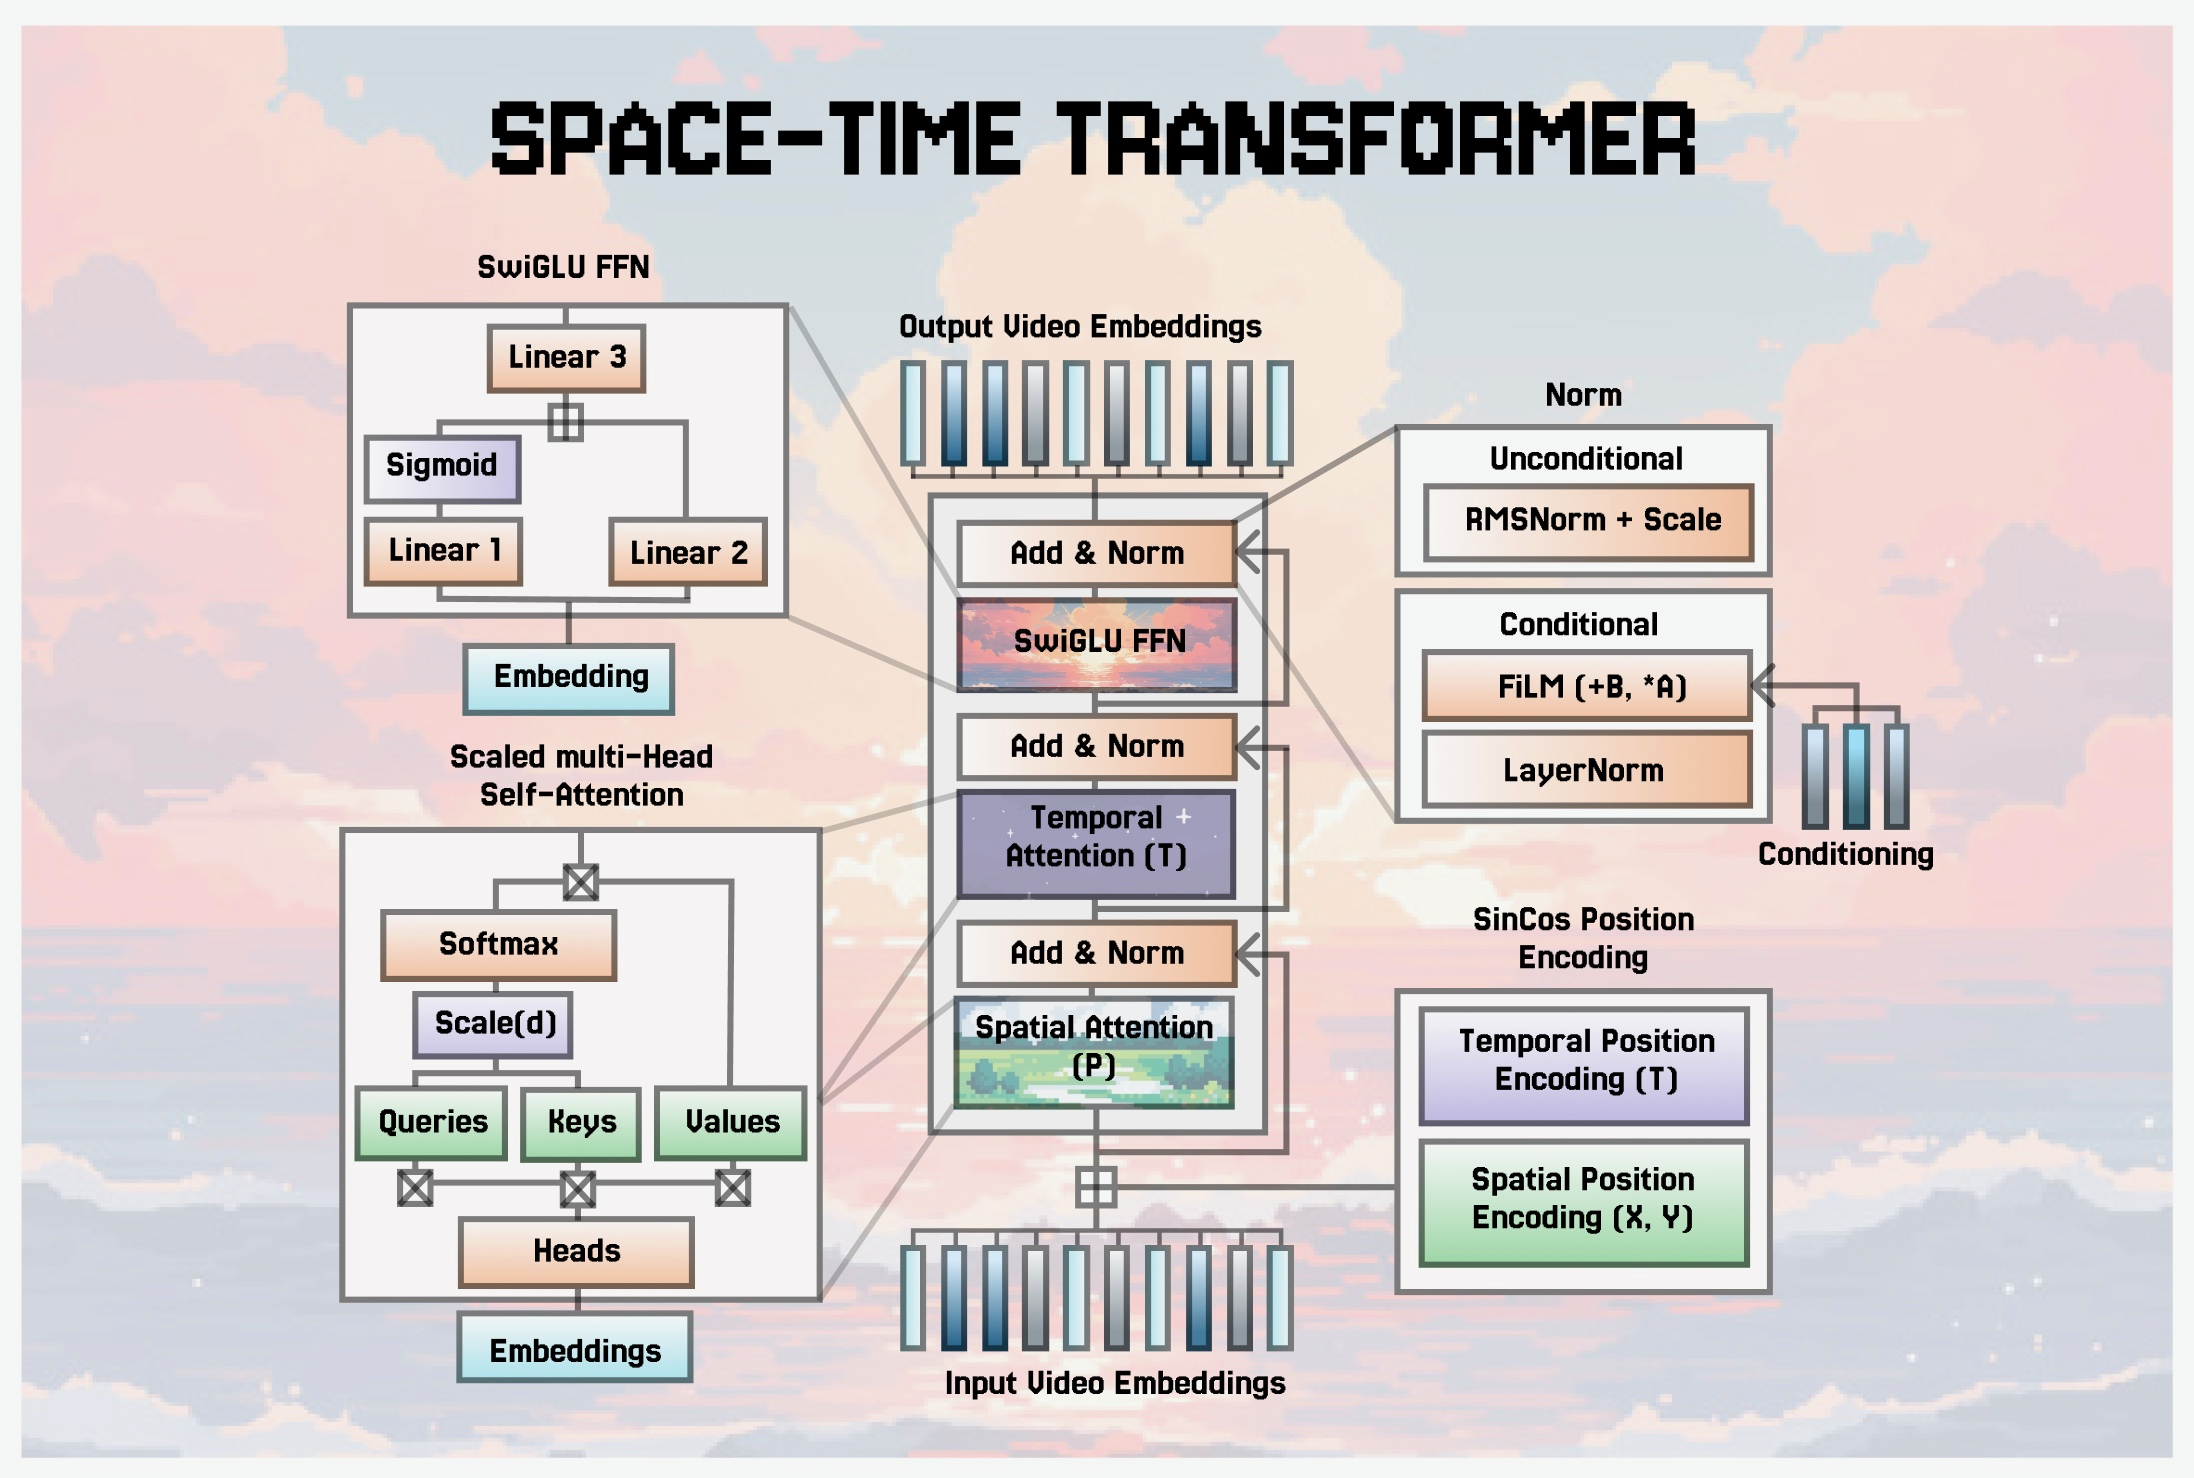 SPACE-TIME TRANSFORMER
SwiGLU FFN
Linear 3
Sigmoid
Linear 1
Linear 2
Embedding
Scaled multi-Head
Self-Attention
Softmax
Scale(d)
Queries
Keys
Values
Heads
Embeddings
Output Video Embeddings
Add & Norm
SwiGLU FFN
Add & Norm
Temporal
Attention (T)
Add & Norm
Spatial Attention
(P)
Input Video Embeddings
Norm
Unconditional
RMSNorm + Scale
Conditional
FiLM (+B, *A)
LayerNorm
Conditioning
SinCos Position
Encoding
Temporal Position
Encoding (T)
Spatial Position
Encoding (X, Y)